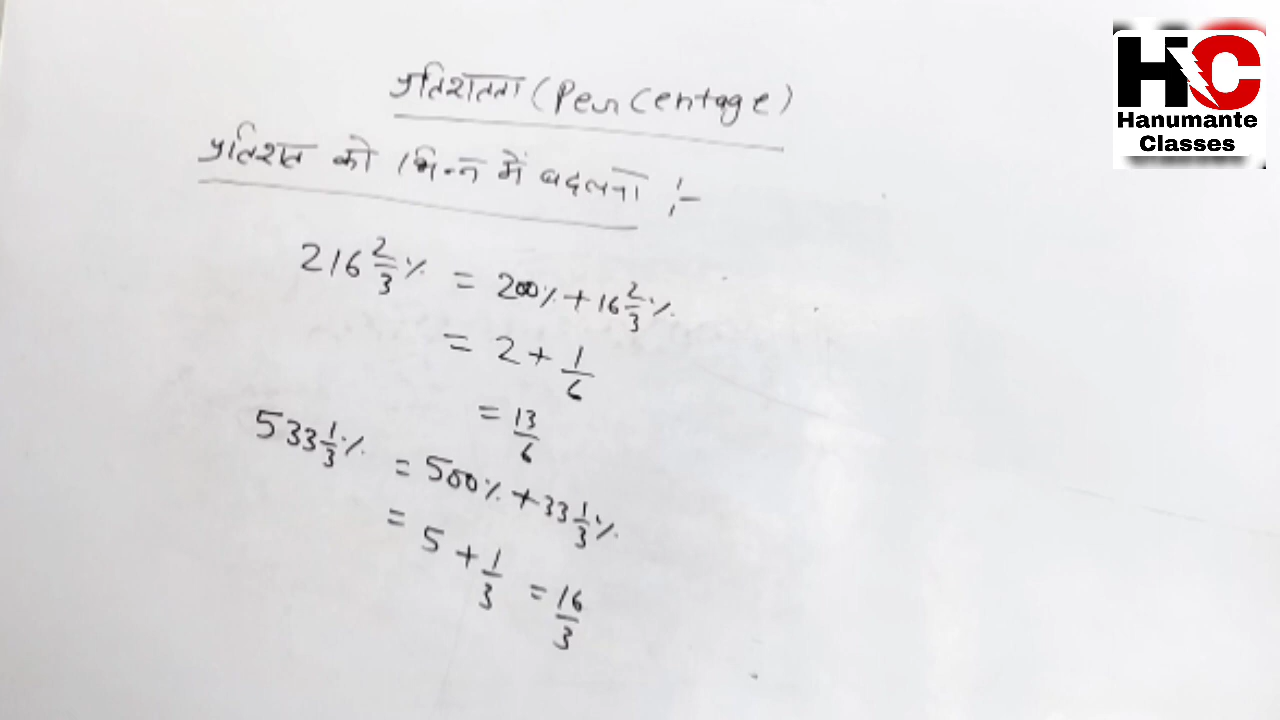 HC
Hanumante
Classes
प्रतिशतता (Percentage)
प्रतिशत को भिन्न में बदलना :-
216 2/3 % = 200% + 16 2/3 %
= 2 + 1/6
= 13/6
533 1/3 % = 500% + 33 1/3 %
= 5 + 1/3 = 16/3